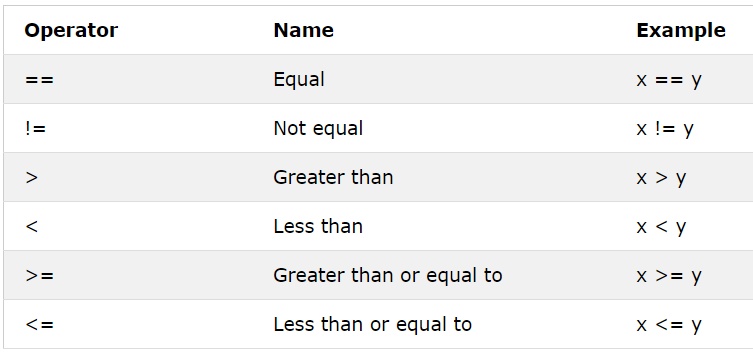 Operator Name Example
== Equal x == y
!= Not equal x != y
> Greater than x > y
< Less than x < y
>= Greater than or equal to x >= y
<= Less than or equal to x <= y